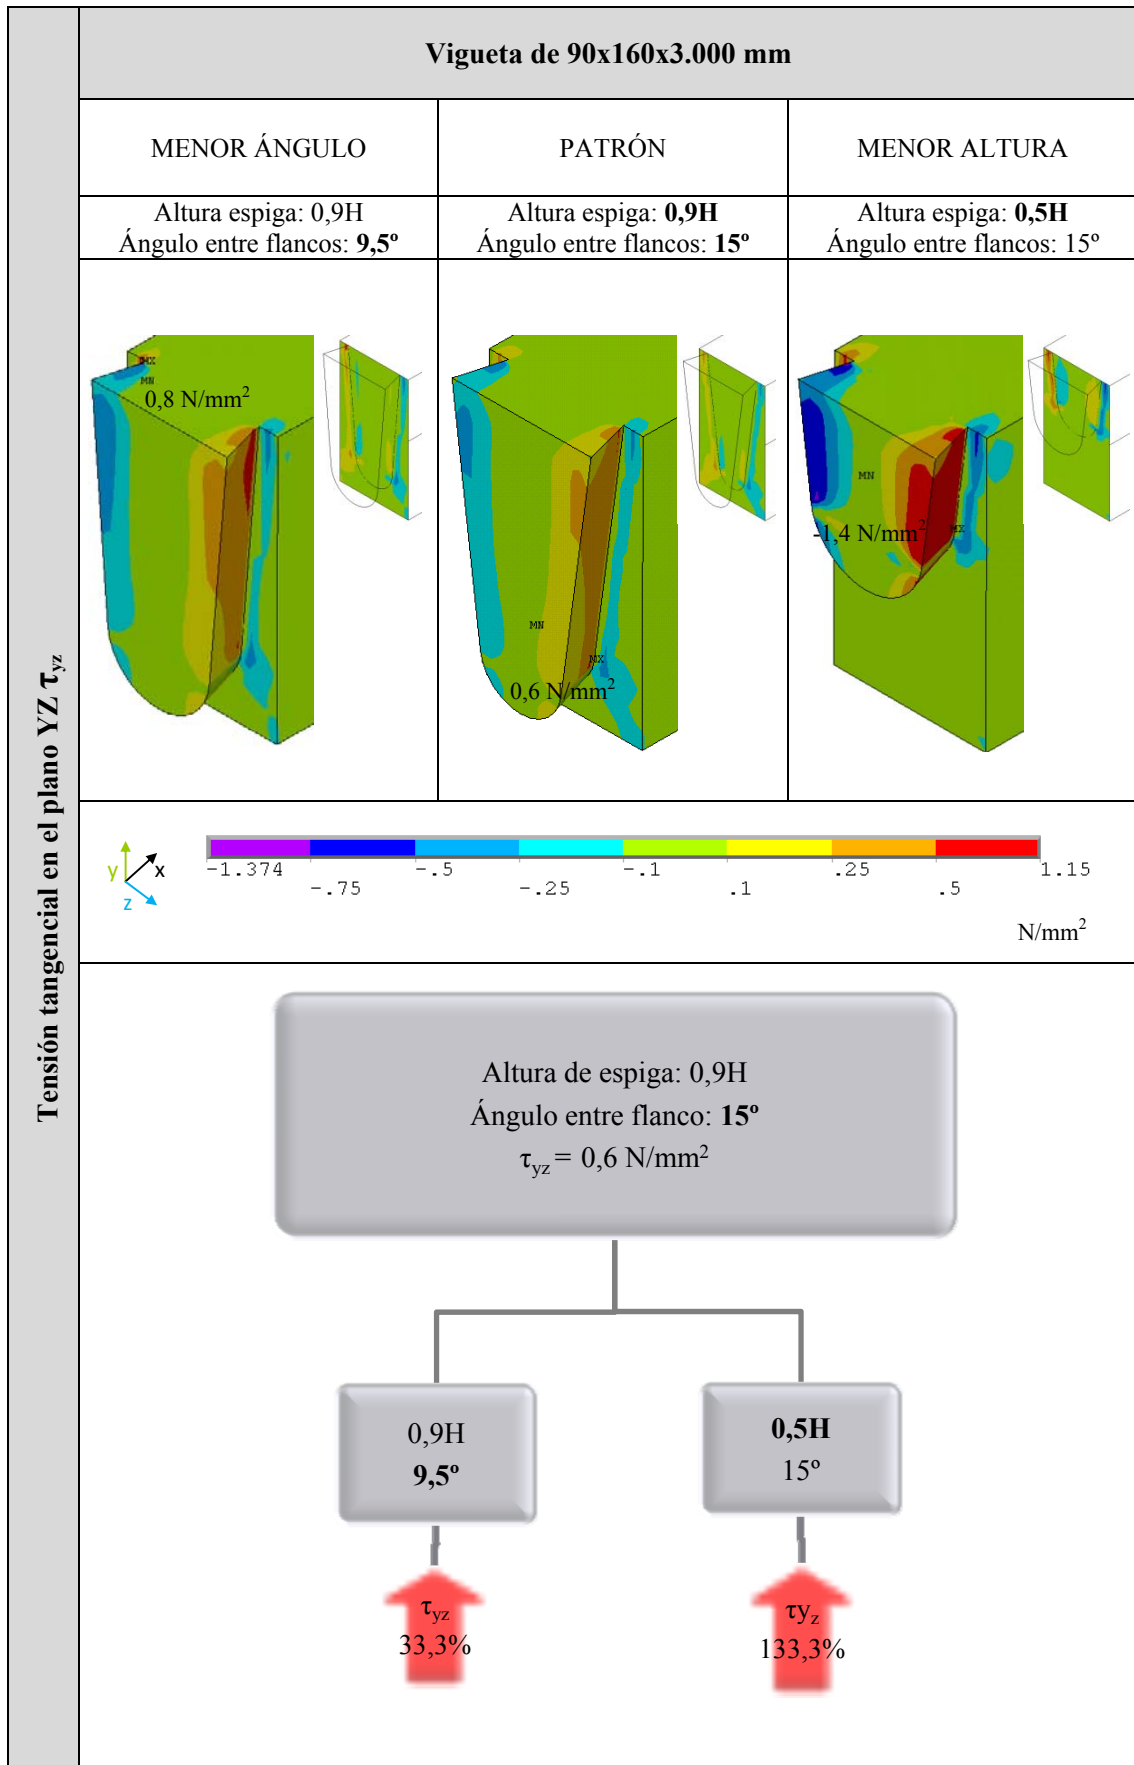 Vigueta de 90x160x3.000 mm
Tensión tangencial en el plano YZ τyz
MENOR ÁNGULO
PATRÓN
MENOR ALTURA
Altura espiga: 0,9H
Ángulo entre flancos: 9,5º
Altura espiga: 0,9H
Ángulo entre flancos: 15º
Altura espiga: 0,5H
Ángulo entre flancos: 15º
MX
MN
0,8 N/mm²
MN
MX
0,6 N/mm²
MN
MX
-1,4 N/mm²
y
x
z
-1.374
-.75
-.5
-.25
-.1
.1
.25
.5
1.15
N/mm²
Altura de espiga: 0,9H
Ángulo entre flanco: 15º
τyz = 0,6 N/mm²
0,9H
9,5º
0,5H
15º
τyz
33,3%
τyz
133,3%